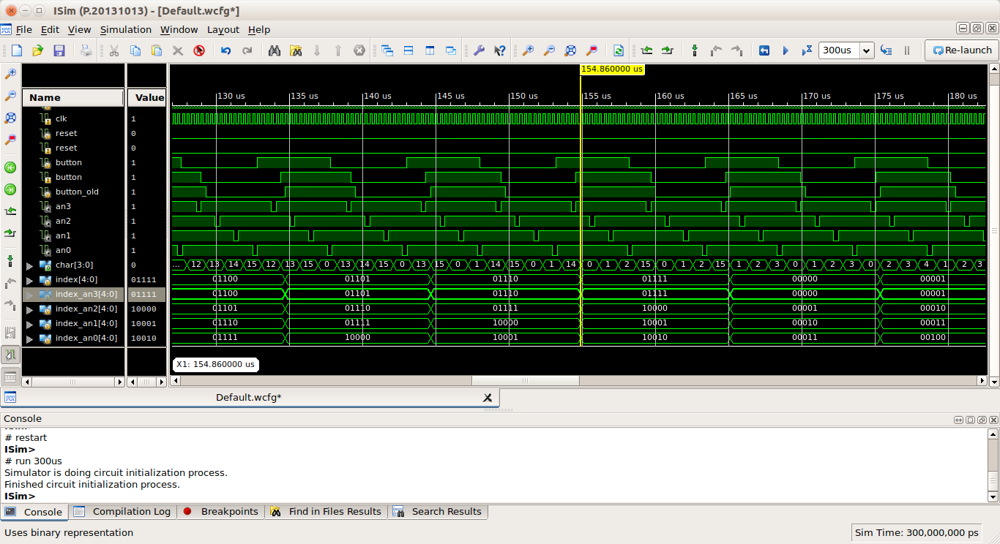 ISim (P.20131013) - [Default.wcfg*]
File Edit View Simulation Window Layout Help
300us Re-launch
154.860000 us
Name Value
130 us 135 us 140 us 145 us 150 us 155 us 160 us 165 us 170 us 175 us 180 us
clk 1
reset 0
reset 0
button 1
button 1
button_old 1
an3 1
an2 1
an1 1
an0 1
char[3:0] 0 ... 12 13 14 15 12 13 15 0 13 14 15 0 13 15 0 1 14 15 0 1 14 0 1 2 15 0 1 2 15 1 2 3 0 1 2 3 0 2 3 4 1 2 3
index[4:0] 01111 01100 01101 01110 01111 00000 00001
index_an3[4:0] 01111 01100 01101 01110 01111 00000 00001
index_an2[4:0] 10000 01101 01110 01111 10000 00001 00010
index_an1[4:0] 10001 01110 01111 10000 10001 00010 00011
index_an0[4:0] 10010 01111 10000 10001 10010 00011 00100
X1: 154.860000 us
Default.wcfg*
Console
# restart
ISim>
# run 300us
Simulator is doing circuit initialization process.
Finished circuit initialization process.
ISim>
Console Compilation Log Breakpoints Find in Files Results Search Results
Uses binary representation Sim Time: 300,000,000 ps